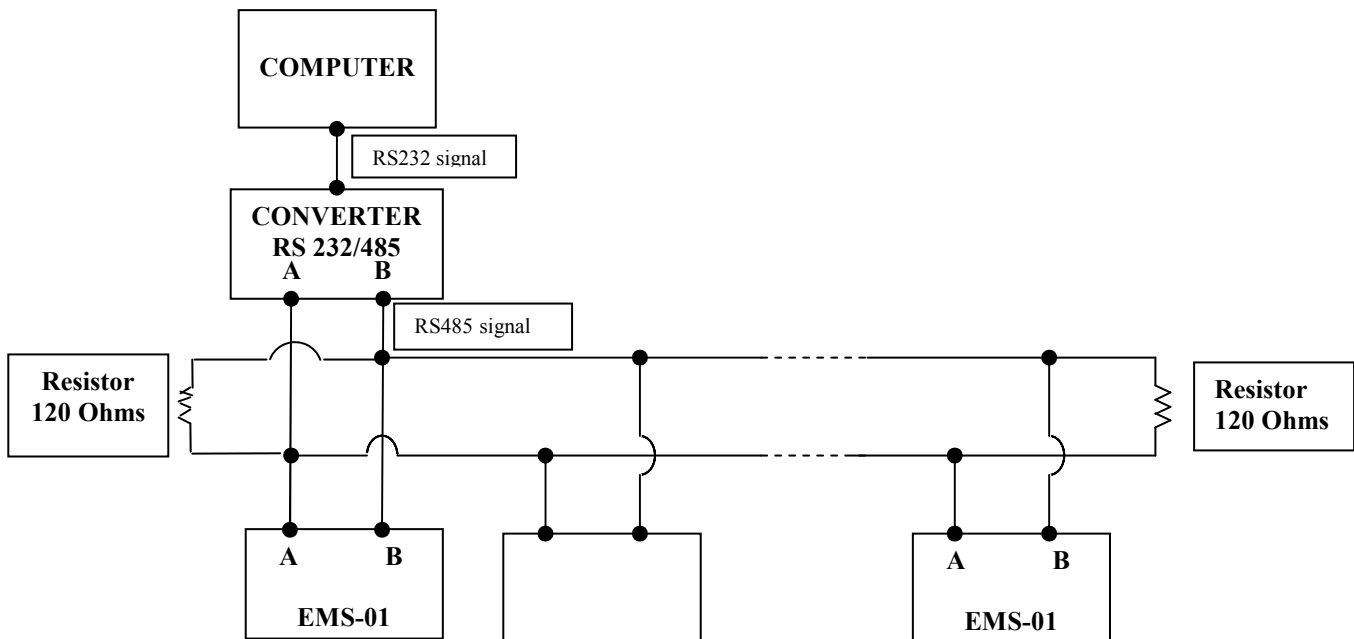 COMPUTER
RS232 signal
CONVERTER
RS 232/485
A B
RS485 signal
Resistor
120 Ohms
Resistor
120 Ohms
A B
EMS-01
A B
EMS-01